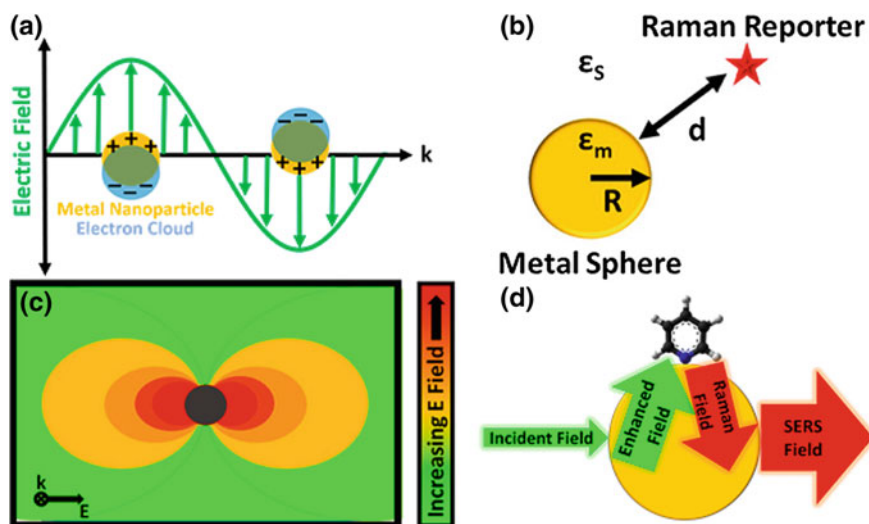 (a)
Electric Field
+ + +
− − −
− − −
+ + +
k
Metal Nanoparticle
Electron Cloud
(b)
Raman Reporter
εS
d
εm
R
Metal Sphere
(c)
k
E
Increasing E Field
(d)
Incident Field
Enhanced
Field
Raman
Field
SERS
Field